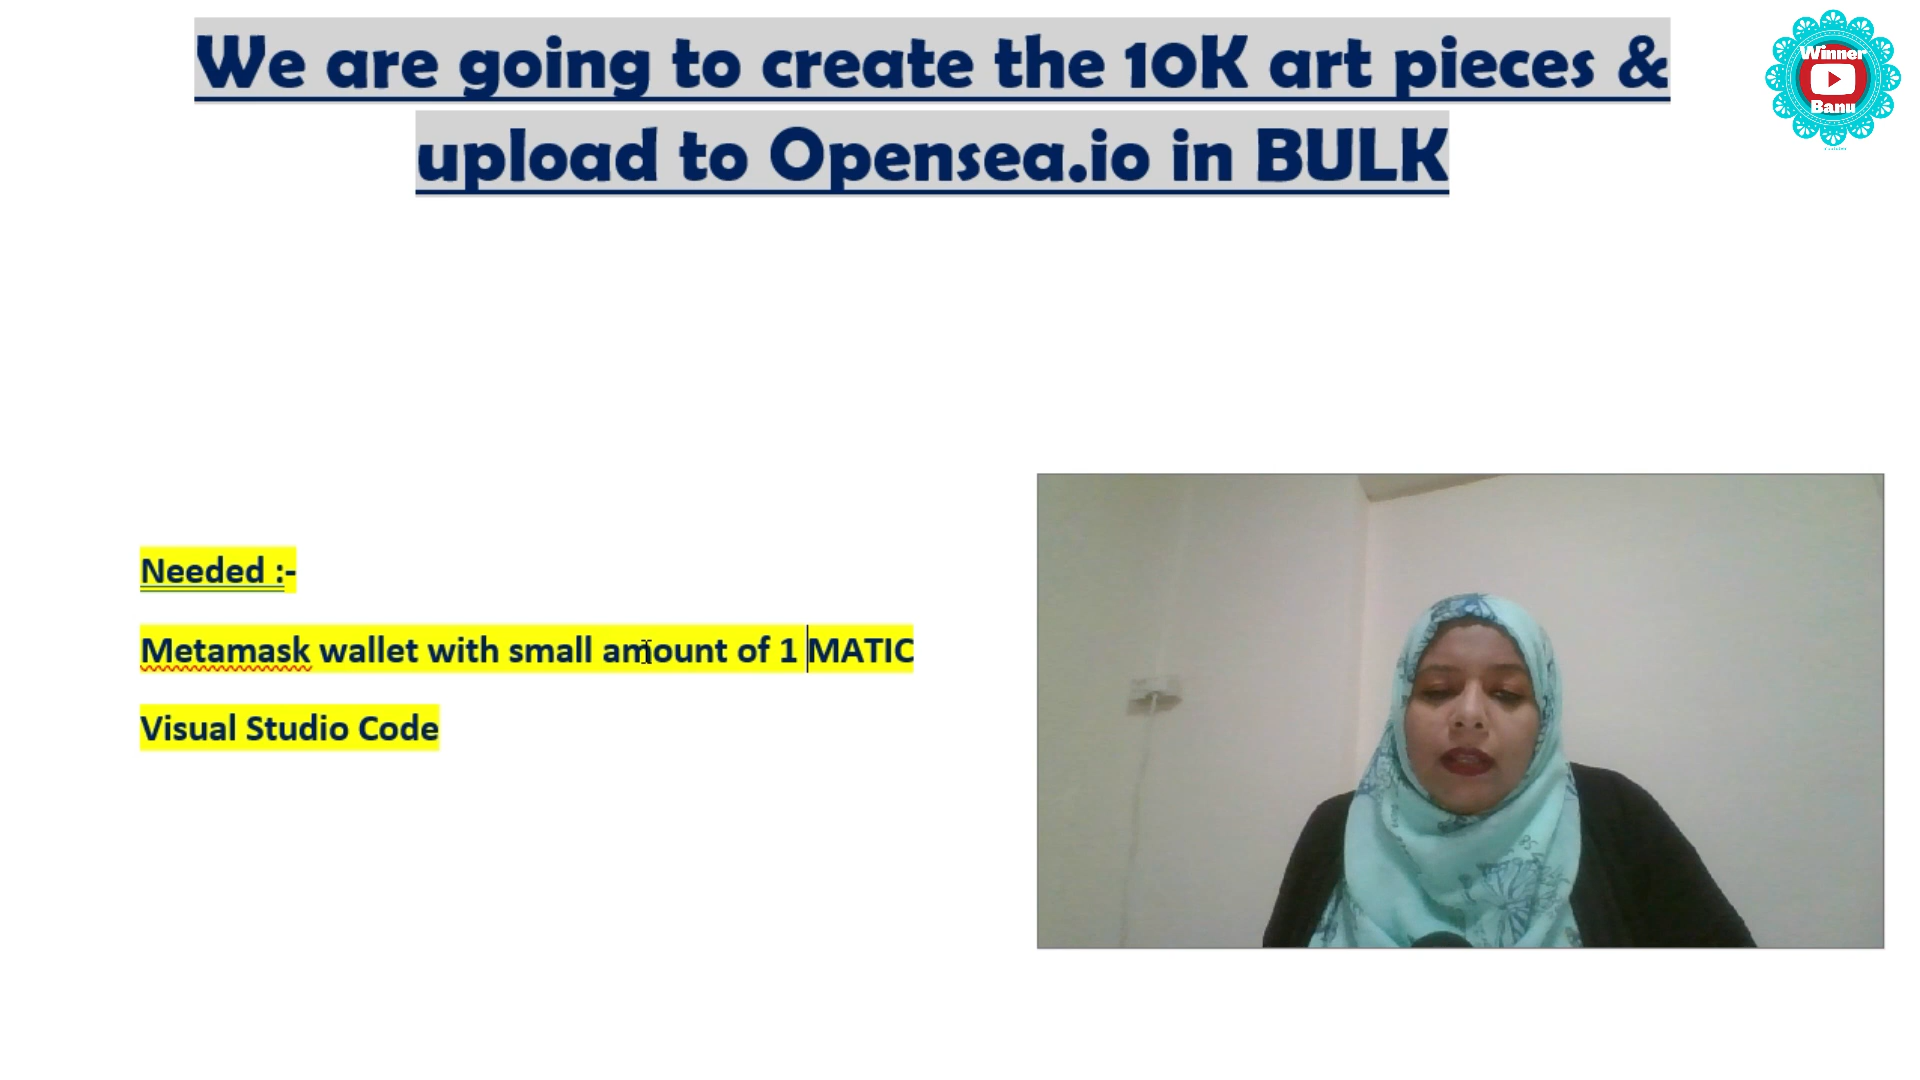 We are going to create the 10K art pieces &
upload to Opensea.io in BULK
Winner
Banu
Needed :-
Metamask wallet with small amount of 1 MATIC
Visual Studio Code